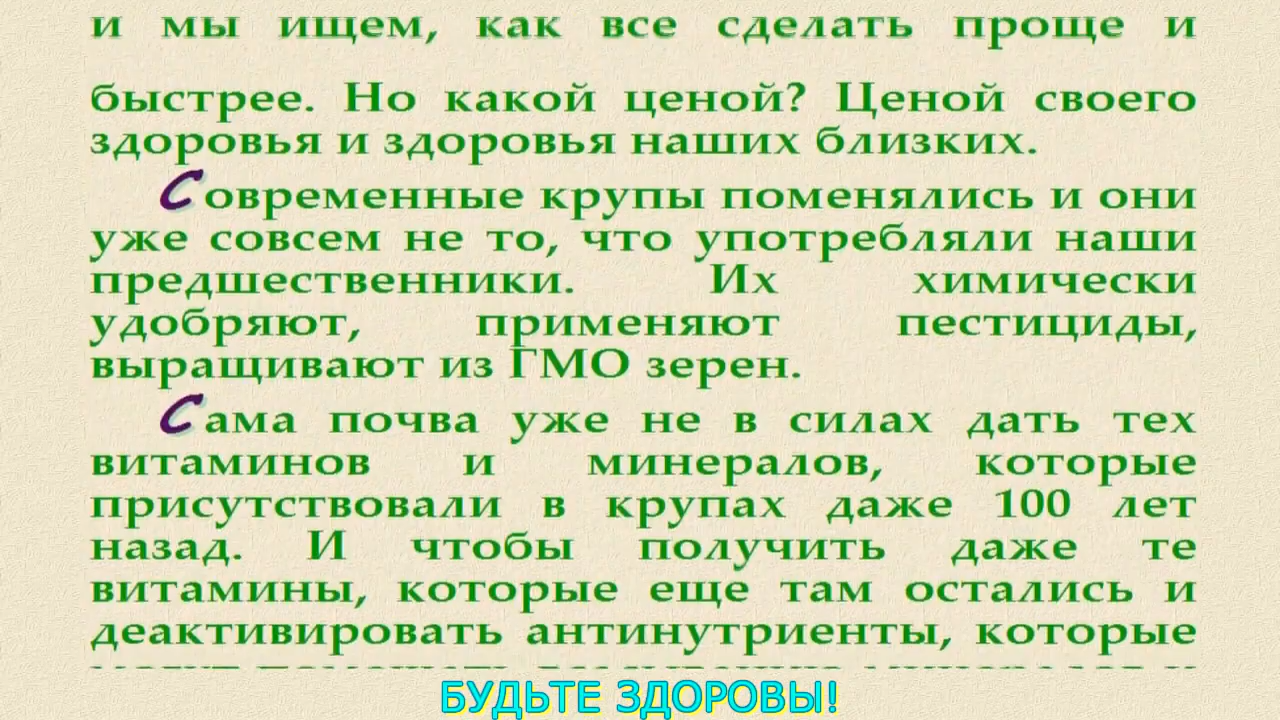 и мы ищем, как все сделать проще и
быстрее. Но какой ценой? Ценой своего
здоровья и здоровья наших близких.
Современные крупы поменялись и они
уже совсем не то, что употребляли наши
предшественники. Их химически
удобряют, применяют пестициды,
выращивают из ГМО зерен.
Сама почва уже не в силах дать тех
витаминов и минералов, которые
присутствовали в крупах даже 100 лет
назад. И чтобы получить даже те
витамины, которые еще там остались и
деактивировать антинутриенты, которые
БУДЬТЕ ЗДОРОВЫ!